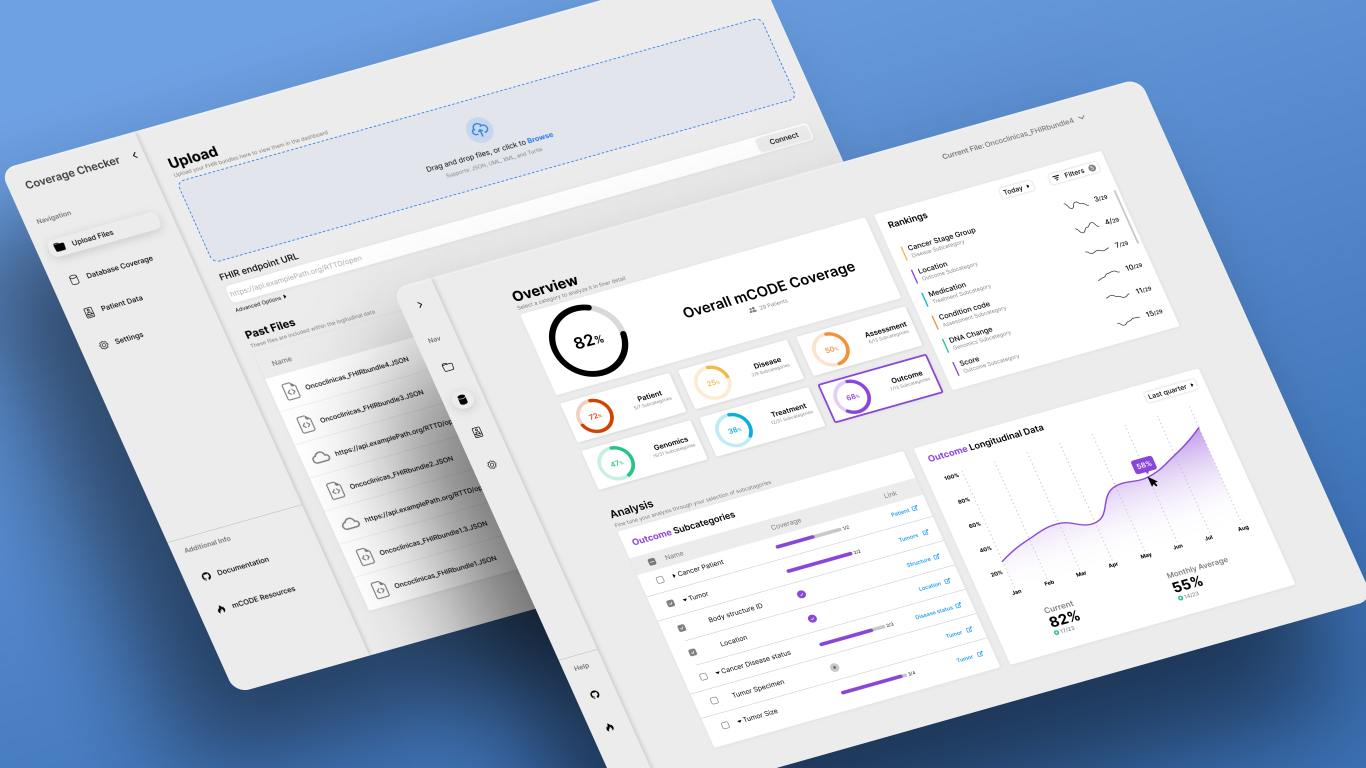 Coverage Checker
Navigation
Upload Files
Database Coverage
Patient Data
Settings
Additional Info
Documentation
mCODE Resources
Upload
Upload your FHIR bundles here to view them in the dashboard
Drag and drop files, or click to Browse
Supports: JSON, UML, XML, and Turtle
FHIR endpoint URL
https://api.examplePath.org/RTTD/open
Connect
Advanced Options
Past Files
These files are included within the longitudinal data
Name
Oncoclinicas_FHIRbundle4.JSON
Oncoclinicas_FHIRbundle3.JSON
https://api.examplePath.org/RTTD/op
Oncoclinicas_FHIRbundle2.JSON
https://api.examplePath.org/RTTD/op
Oncoclinicas_FHIRbundle1.3.JSON
Oncoclinicas_FHIRbundle1.JSON
Nav
Help
Current File: Oncoclinicas_FHIRbundle4
Overview
Select a category to analyze it in finer detail
82%
Overall mCODE Coverage
29 Patients
72%
Patient
5/7 Subcategories
25%
Disease
2/8 Subcategories
50%
Assessment
6/13 Subcategories
47%
Genomics
38%
Treatment
12/31 Subcategories
68%
Outcome
Rankings
Today
Filters
Cancer Stage Group
Disease Subcategory
3/29
Location
Outcome Subcategory
4/29
Medication
Treatment Subcategory
7/29
Condition code
Assessment Subcategory
10/29
DNA Change
Genomics Subcategory
11/29
Score
Outcome Subcategory
15/29
Analysis
Fine tune your analysis through your selection of subcategories
Outcome Subcategories
Name
Coverage
Link
Cancer Patient
1/2
Patient
Tumor
2/2
Tumors
Body structure ID
Structure
Location
Location
Cancer Disease status
2/3
Disease status
Tumor Specimen
Tumor
Tumor Size
3/4
Tumor
Outcome Longitudinal Data
Last quarter
100%
80%
60%
40%
20%
58%
Jan
Feb
Mar
Apr
May
Jun
Jul
Aug
Current
82%
17/23
Monthly Average
55%
14/23